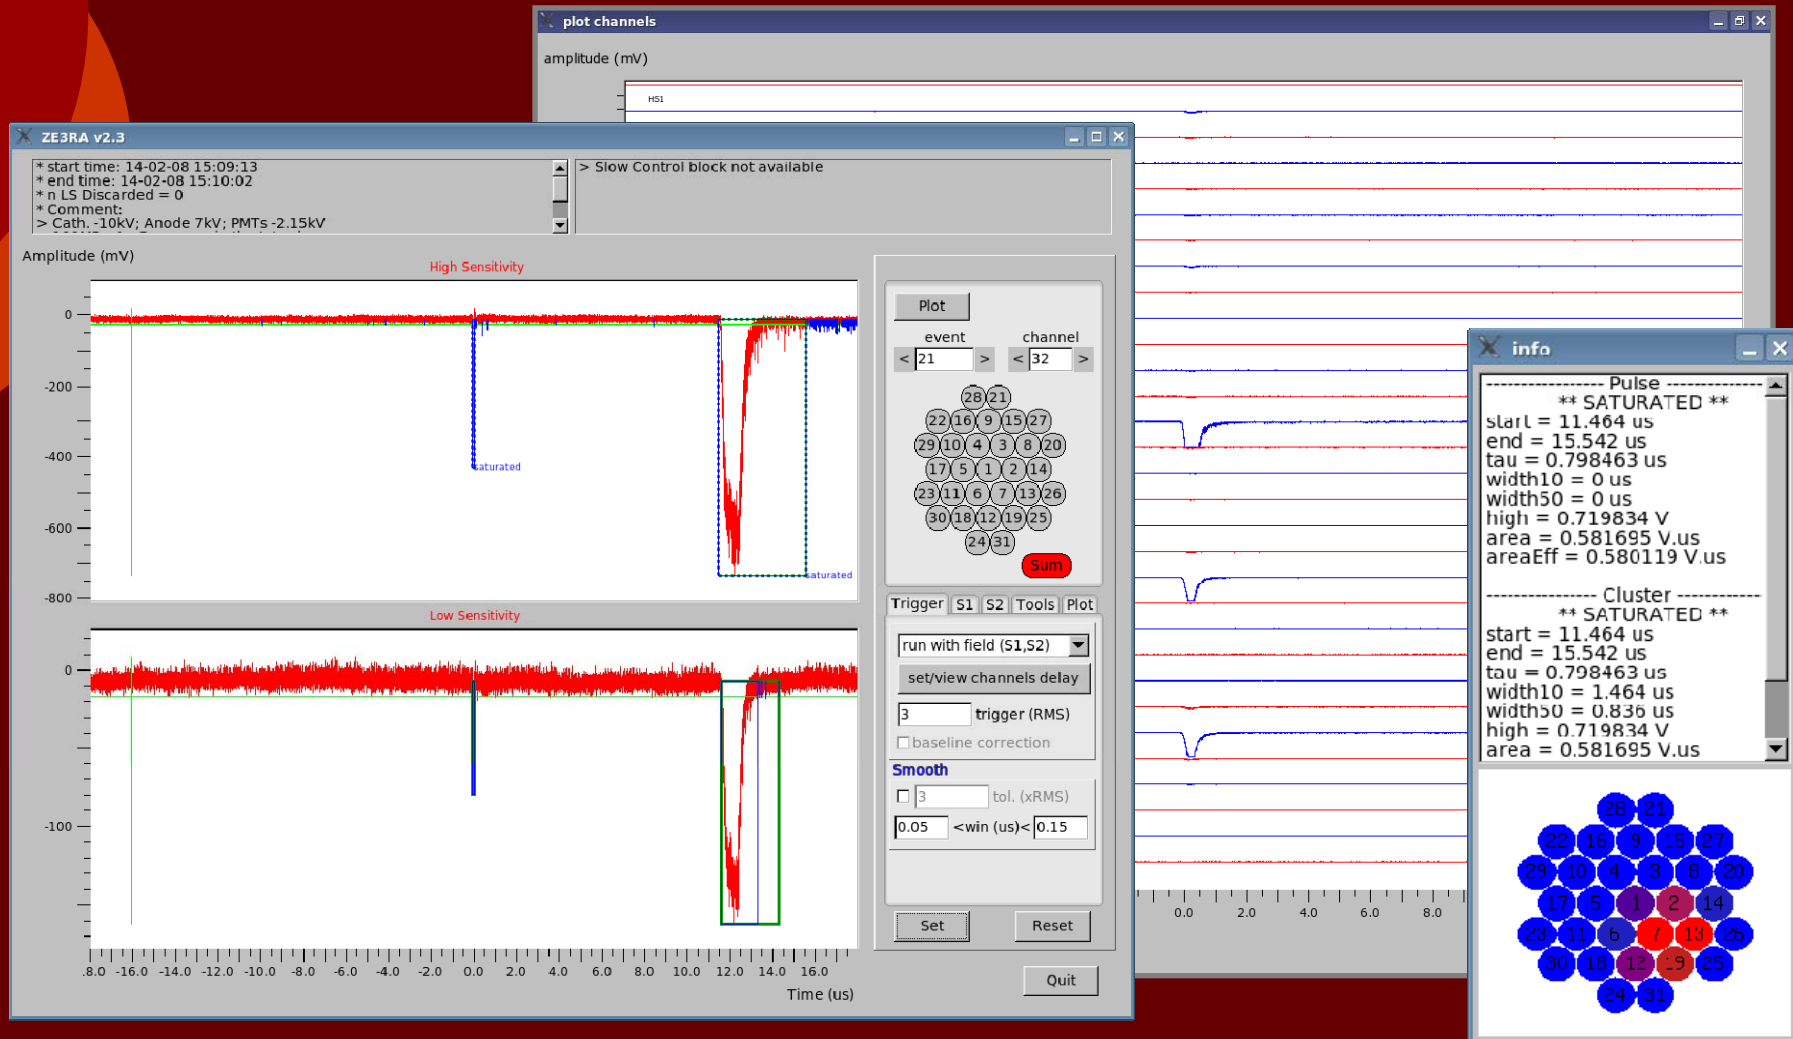 plot channels
amplitude (mV)
HS1
ZE3RA v2.3
* start time: 14-02-08 15:09:13
* end time: 14-02-08 15:10:02
* n LS Discarded = 0
* Comment:
> Cath. -10kV; Anode 7kV; PMTs -2.15kV
> Slow Control block not available
Amplitude (mV)
High Sensitivity
0
-200
-400
-600
-800
saturated
saturated
Low Sensitivity
0
-100
.8.0 -16.0 -14.0 -12.0 -10.0 -8.0 -6.0 -4.0 -2.0 0.0 2.0 4.0 6.0 8.0 10.0 12.0 14.0 16.0
Time (us)
Plot
event channel
< 21 > < 32 >
28 21
22 16 9 15 27
29 10 4 3 8 20
17 5 1 2 14
23 11 6 7 13 26
30 18 12 19 25
24 31
Sum
Trigger S1 S2 Tools Plot
run with field (S1,S2)
set/view channels delay
3 trigger (RMS)
baseline correction
Smooth
3 tol. (xRMS)
0.05 <win (us)< 0.15
Set Reset
Quit
0.0 2.0 4.0 6.0 8.0
info
----------------- Pulse --------------
** SATURATED **
start = 11.464 us
end = 15.542 us
tau = 0.798463 us
width10 = 0 us
width50 = 0 us
high = 0.719834 V
area = 0.581695 V.us
areaEff = 0.580119 V.us
---------------- Cluster ------------
** SATURATED **
start = 11.464 us
end = 15.542 us
tau = 0.798463 us
width10 = 1.464 us
width50 = 0.836 us
high = 0.719834 V
area = 0.581695 V.us
28 21
22 16 9 15 27
29 10 4 3 8 20
17 5 1 2 14
23 11 6 7 13 26
30 18 12 19 25
24 31